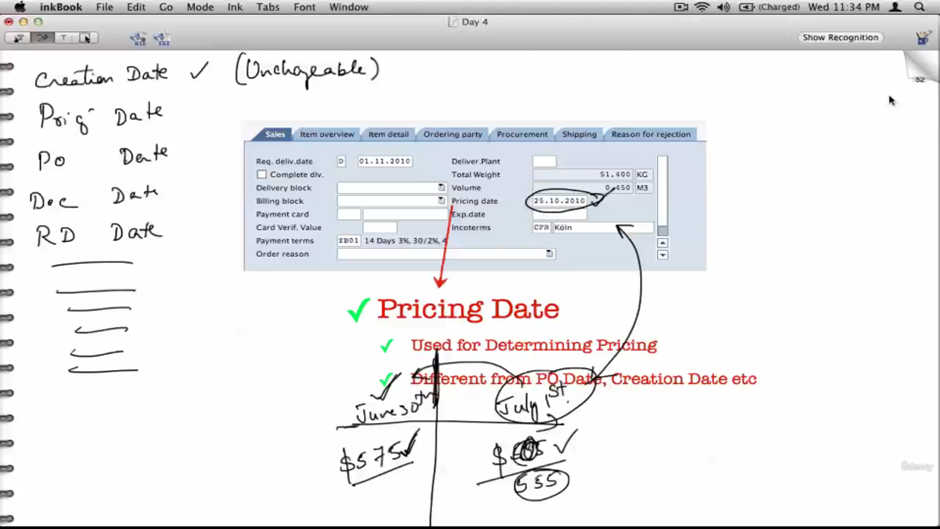 inkBook File Edit Go Mode Ink Tabs Font Window (Charged) Wed 11:34 PM
Day 4
T Show Recognition
Creation Date ✓ (Unchageable)
Prig Date
PO Date
Doc Date
RD Date
Sales Item overview Item detail Ordering party Procurement Shipping Reason for rejection
Req. deliv.date D 01.11.2010 Deliver.Plant
Complete dlv. Total Weight 51,400 KG
Delivery block Volume 0,450 M3
Billing block Pricing date 25.10.2010
Payment card Exp.date
Card Verif. Value Incoterms CFR Köln
Payment terms ZB01 14 Days 3%, 30/2%, 4
Order reason
✓ Pricing Date
✓ Used for Determining Pricing
✓ Different from PO Date, Creation Date etc
June 30th July 1st.
$575 ✓ ✓
555
Udemy